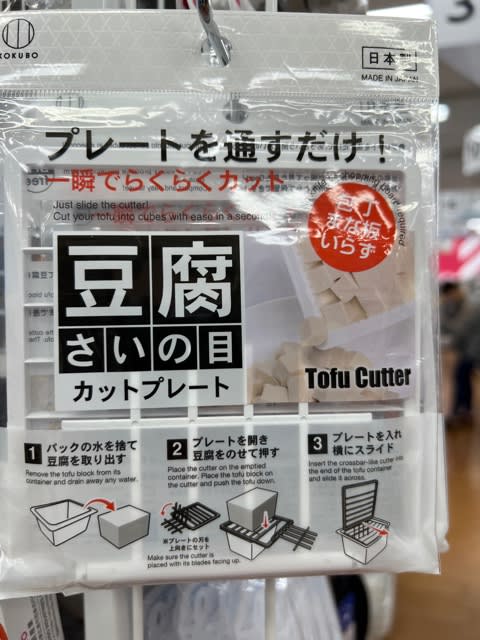 KOKUBO
日本製
MADE IN JAPAN
プレートを通すだけ！
一瞬でらくらくカット
Just slide the cutter!
Cut your tofu into cubes with ease in a second.
包丁
まな板
いらず
豆腐
さいの目
カットプレート
Tofu Cutter
1 パックの水を捨て
豆腐を取り出す
Remove the tofu block from its
container and drain away any water.
2 プレートを開き
豆腐をのせて押す
Place the cutter on the emptied
container. Place the tofu block on
the cutter and push the tofu down.
3 プレートを入れ
横にスライド
Insert the crossbar-like cutter into
the end of the tofu container
and slide it across.
※プレートの刃を
上向きにセット
Make sure the cutter is
placed with its blades facing up.